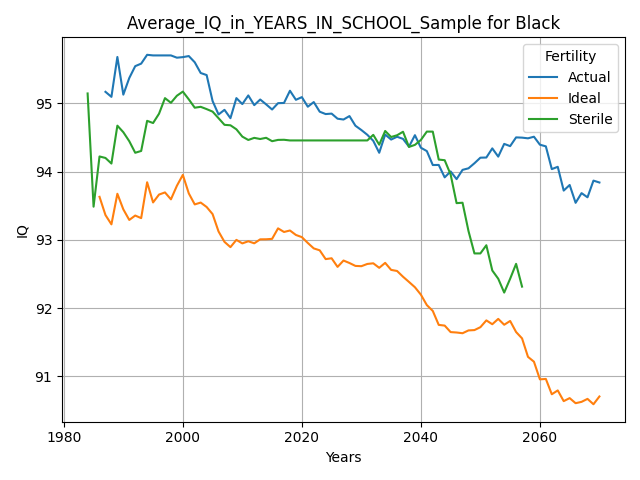 Average_IQ_in_YEARS_IN_SCHOOL_Sample for Black
Fertility
Actual
Ideal
Sterile
IQ
95
94
93
92
91
1980
2000
2020
2040
2060
Years